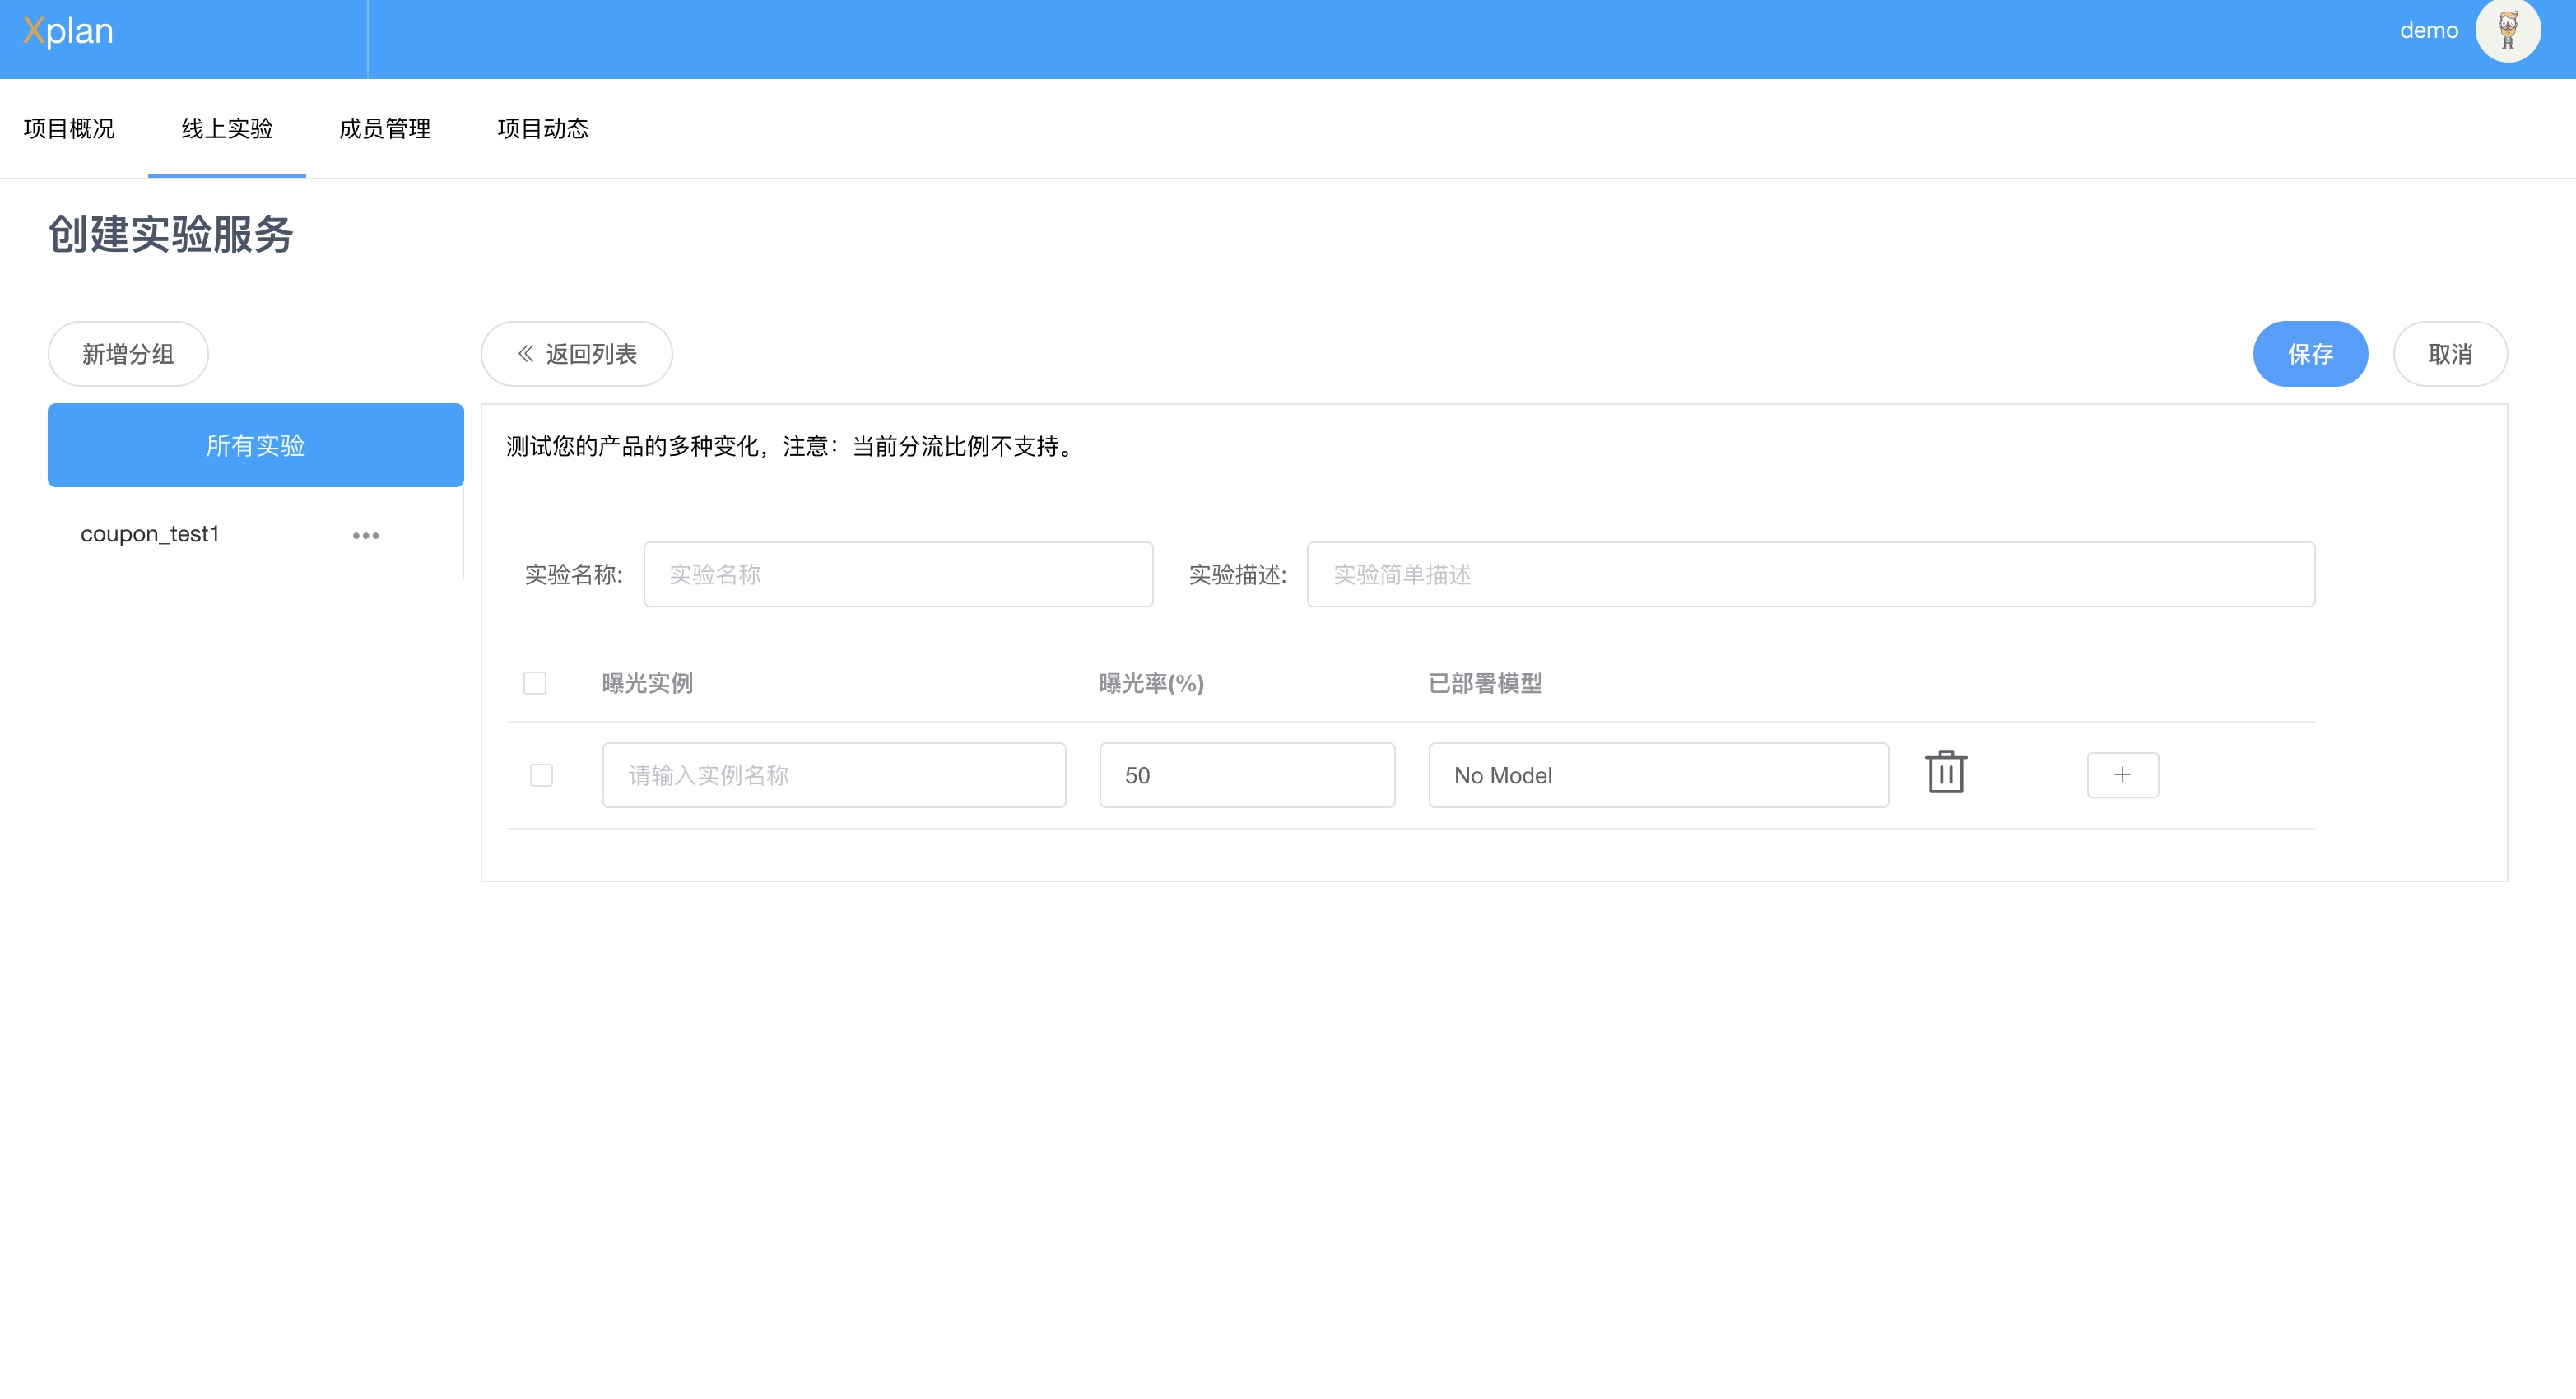 Xplan
demo
项目概况 线上实验 成员管理 项目动态
创建实验服务
新增分组 返回列表 保存 取消
所有实验
测试您的产品的多种变化，注意：当前分流比例不支持。
coupon_test1
实验名称: 实验名称 实验描述: 实验简单描述
曝光实例 曝光率(%) 已部署模型
请输入实例名称 50 No Model